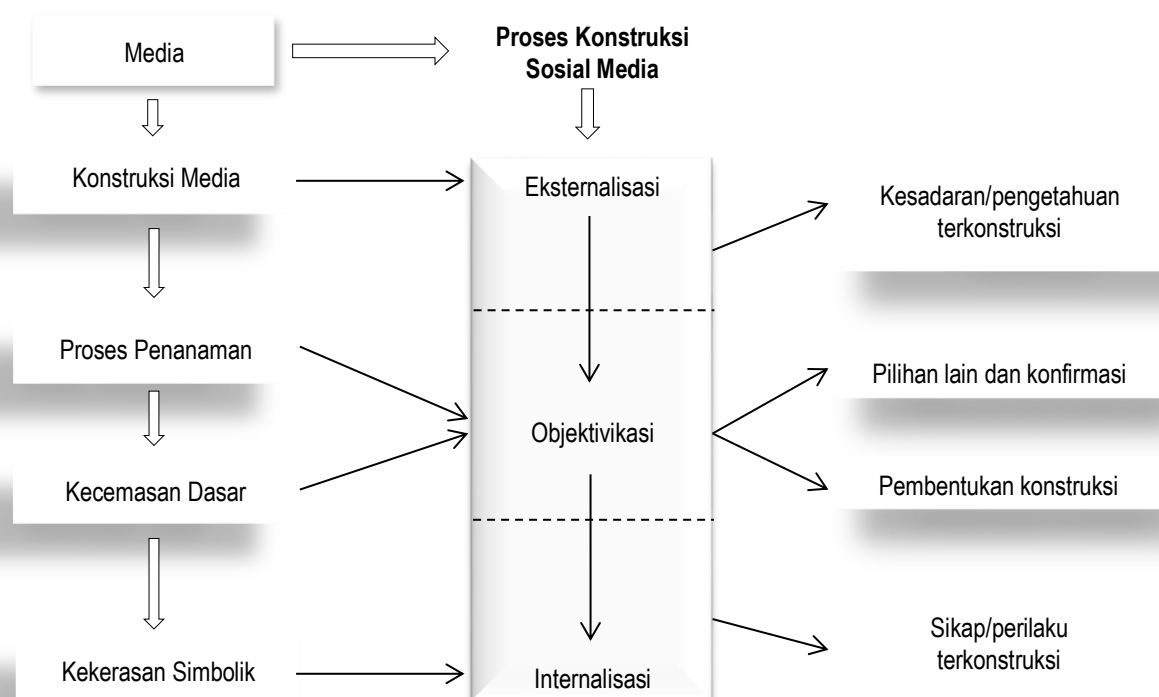 Media
Proses Konstruksi
Sosial Media
Konstruksi Media
Eksternalisasi
Kesadaran/pengetahuan
terkonstruksi
Proses Penanaman
Pilihan lain dan konfirmasi
Objektivikasi
Kecemasan Dasar
Pembentukan konstruksi
Sikap/perilaku
terkonstruksi
Kekerasan Simbolik
Internalisasi